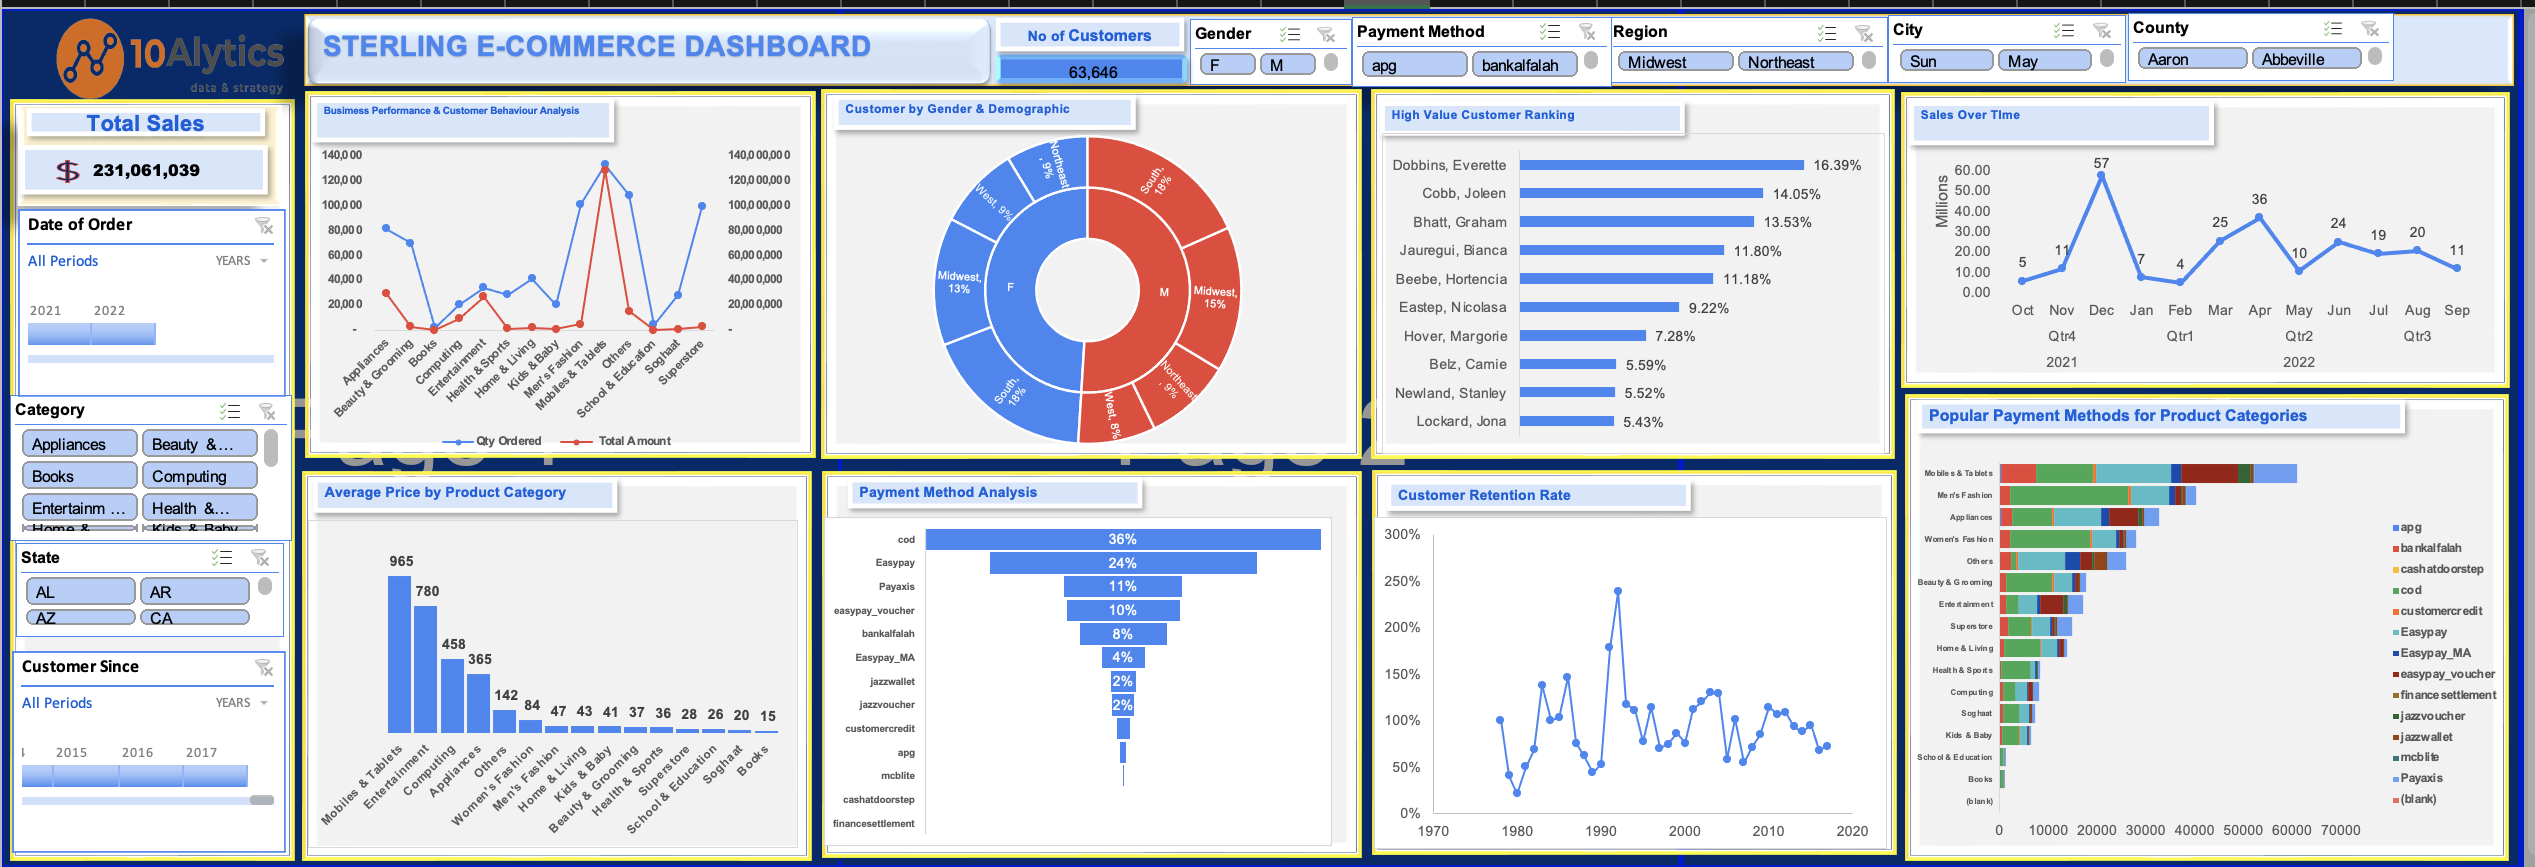 10Alytics
data & strategy
STERLING E-COMMERCE DASHBOARD
No of Customers
63,646
Gender
F
M
Payment Method
apg
bankalfalah
Region
Midwest
Northeast
City
Sun
May
County
Aaron
Abbeville
Total Sales
$ 231,061,039
Date of Order
All Periods
YEARS
2021
2022
Category
Appliances
Beauty &...
Books
Computing
Entertainm ...
Health &...
Home &
Kids & Baby
State
AL
AR
AZ
CA
Customer Since
All Periods
YEARS
2015
2016
2017
Business Performance & Customer Behaviour Analysis
140,000
120,000
100,000
80,000
60,000
40,000
20,000
-
140,000,000
120,000,000
100,000,000
80,000,000
60,000,000
40,000,000
20,000,000
-
Appliances
Beauty & Grooming
Books
Computing
Entertainment
Health & Sports
Home & Living
Kids & Baby
Men's Fashion
Mobiles & Tablets
Others
School & Education
Soghaat
Superstore
Qty Ordered
Total Amount
Customer by Gender & Demographic
South, 18%
Midwest, 15%
Northeast, 9%
West, 8%
South, 18%
Midwest, 13%
West, 9%
Northeast, 9%
F
M
High Value Customer Ranking
Dobbins, Everette 16.39%
Cobb, Joleen 14.05%
Bhatt, Graham 13.53%
Jauregui, Bianca 11.80%
Beebe, Hortencia 11.18%
Eastep, Nicolasa 9.22%
Hover, Margorie 7.28%
Belz, Camie 5.59%
Newland, Stanley 5.52%
Lockard, Jona 5.43%
Sales Over TIme
Millions
60.00
50.00
40.00
30.00
20.00
10.00
0.00
5
11
57
7
4
25
36
10
24
19
20
11
Oct Nov Dec Jan Feb Mar Apr May Jun Jul Aug Sep
Qtr4 Qtr1 Qtr2 Qtr3
2021 2022
Average Price by Product Category
965
780
458
365
142
84
47
43
41
37
36
28
26
20
15
Mobiles & Tablets
Entertainment
Computing
Appliances
Others
Women's Fashion
Men's Fashion
Home & Living
Kids & Baby
Beauty & Grooming
Health & Sports
Superstore
School & Education
Soghaat
Books
Payment Method Analysis
cod 36%
Easypay 24%
Payaxis 11%
easypay_voucher 10%
bankalfalah 8%
Easypay_MA 4%
jazzwallet 2%
jazzvoucher 2%
customercredit
apg
mcblite
cashatdoorstep
financesettlement
Customer Retention Rate
300%
250%
200%
150%
100%
50%
0%
1970 1980 1990 2000 2010 2020
Popular Payment Methods for Product Categories
Mobiles & Tablets
Men's Fashion
Appliances
Women's Fashion
Others
Beauty & Grooming
Entertainment
Superstore
Home & Living
Health & Sports
Computing
Soghaat
Kids & Baby
School & Education
Books
(blank)
0 10000 20000 30000 40000 50000 60000 70000
apg
bankalfalah
cashatdoorstep
cod
customercredit
Easypay
Easypay_MA
easypay_voucher
financesettlement
jazzvoucher
jazzwallet
mcblite
Payaxis
(blank)